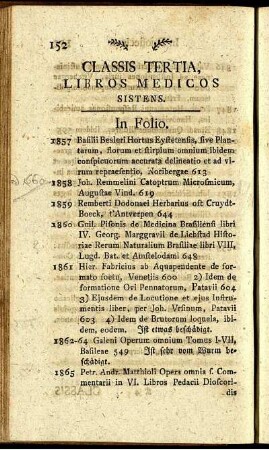 152
CLASSIS TERTIA,
LIBROS MEDICOS
SISTENS.
In Folio.
1857 Basilii Besleri Hortus Eystetensis, sive Plan-
tarum, florum et stirpium omnium ibidem
conspicuorum accurata delineatio et ad vi-
rum repraesentio, Noribergae 613
1858 Joh. Remmelini Catoptrum Microsmicum,
Augustae Vind. 619
1859 Remberti Dodonaei Herbarius oft Cruydt-
Boeck, t'Antwerpen 644
1860 Guil. Pisonis de Medicina Brasiliensi libri
IV. Georg. Marggravii de Liebstad Histo-
riae Rerum Naturalium Brasiliae libri VIII,
Lugd. Bat. et Amstelodami 648
1861 Hier. Fabricius ab Aquapendente de for-
mato foetu, Venetiis 600 2) Idem de
formatione Ovi Pennatorum, Patavii 604
3) Ejusdem de Locutione et ejus Instru-
mentis liber, per Joh. Vrsinum, Patavii
603 4) Idem de Brutorum loquela, ibi-
dem, eodem. Ist etwas beschädigt.
1862-64 Galeni Operum omnium Tomus I-VII,
Basileae 549 Ist sehr vom Wurm be-
schädigt.
1865 Petr. Andr. Matthioli Opera omnia s. Com-
mentarii in VI. Libros Pedacii Dioscori-
dis